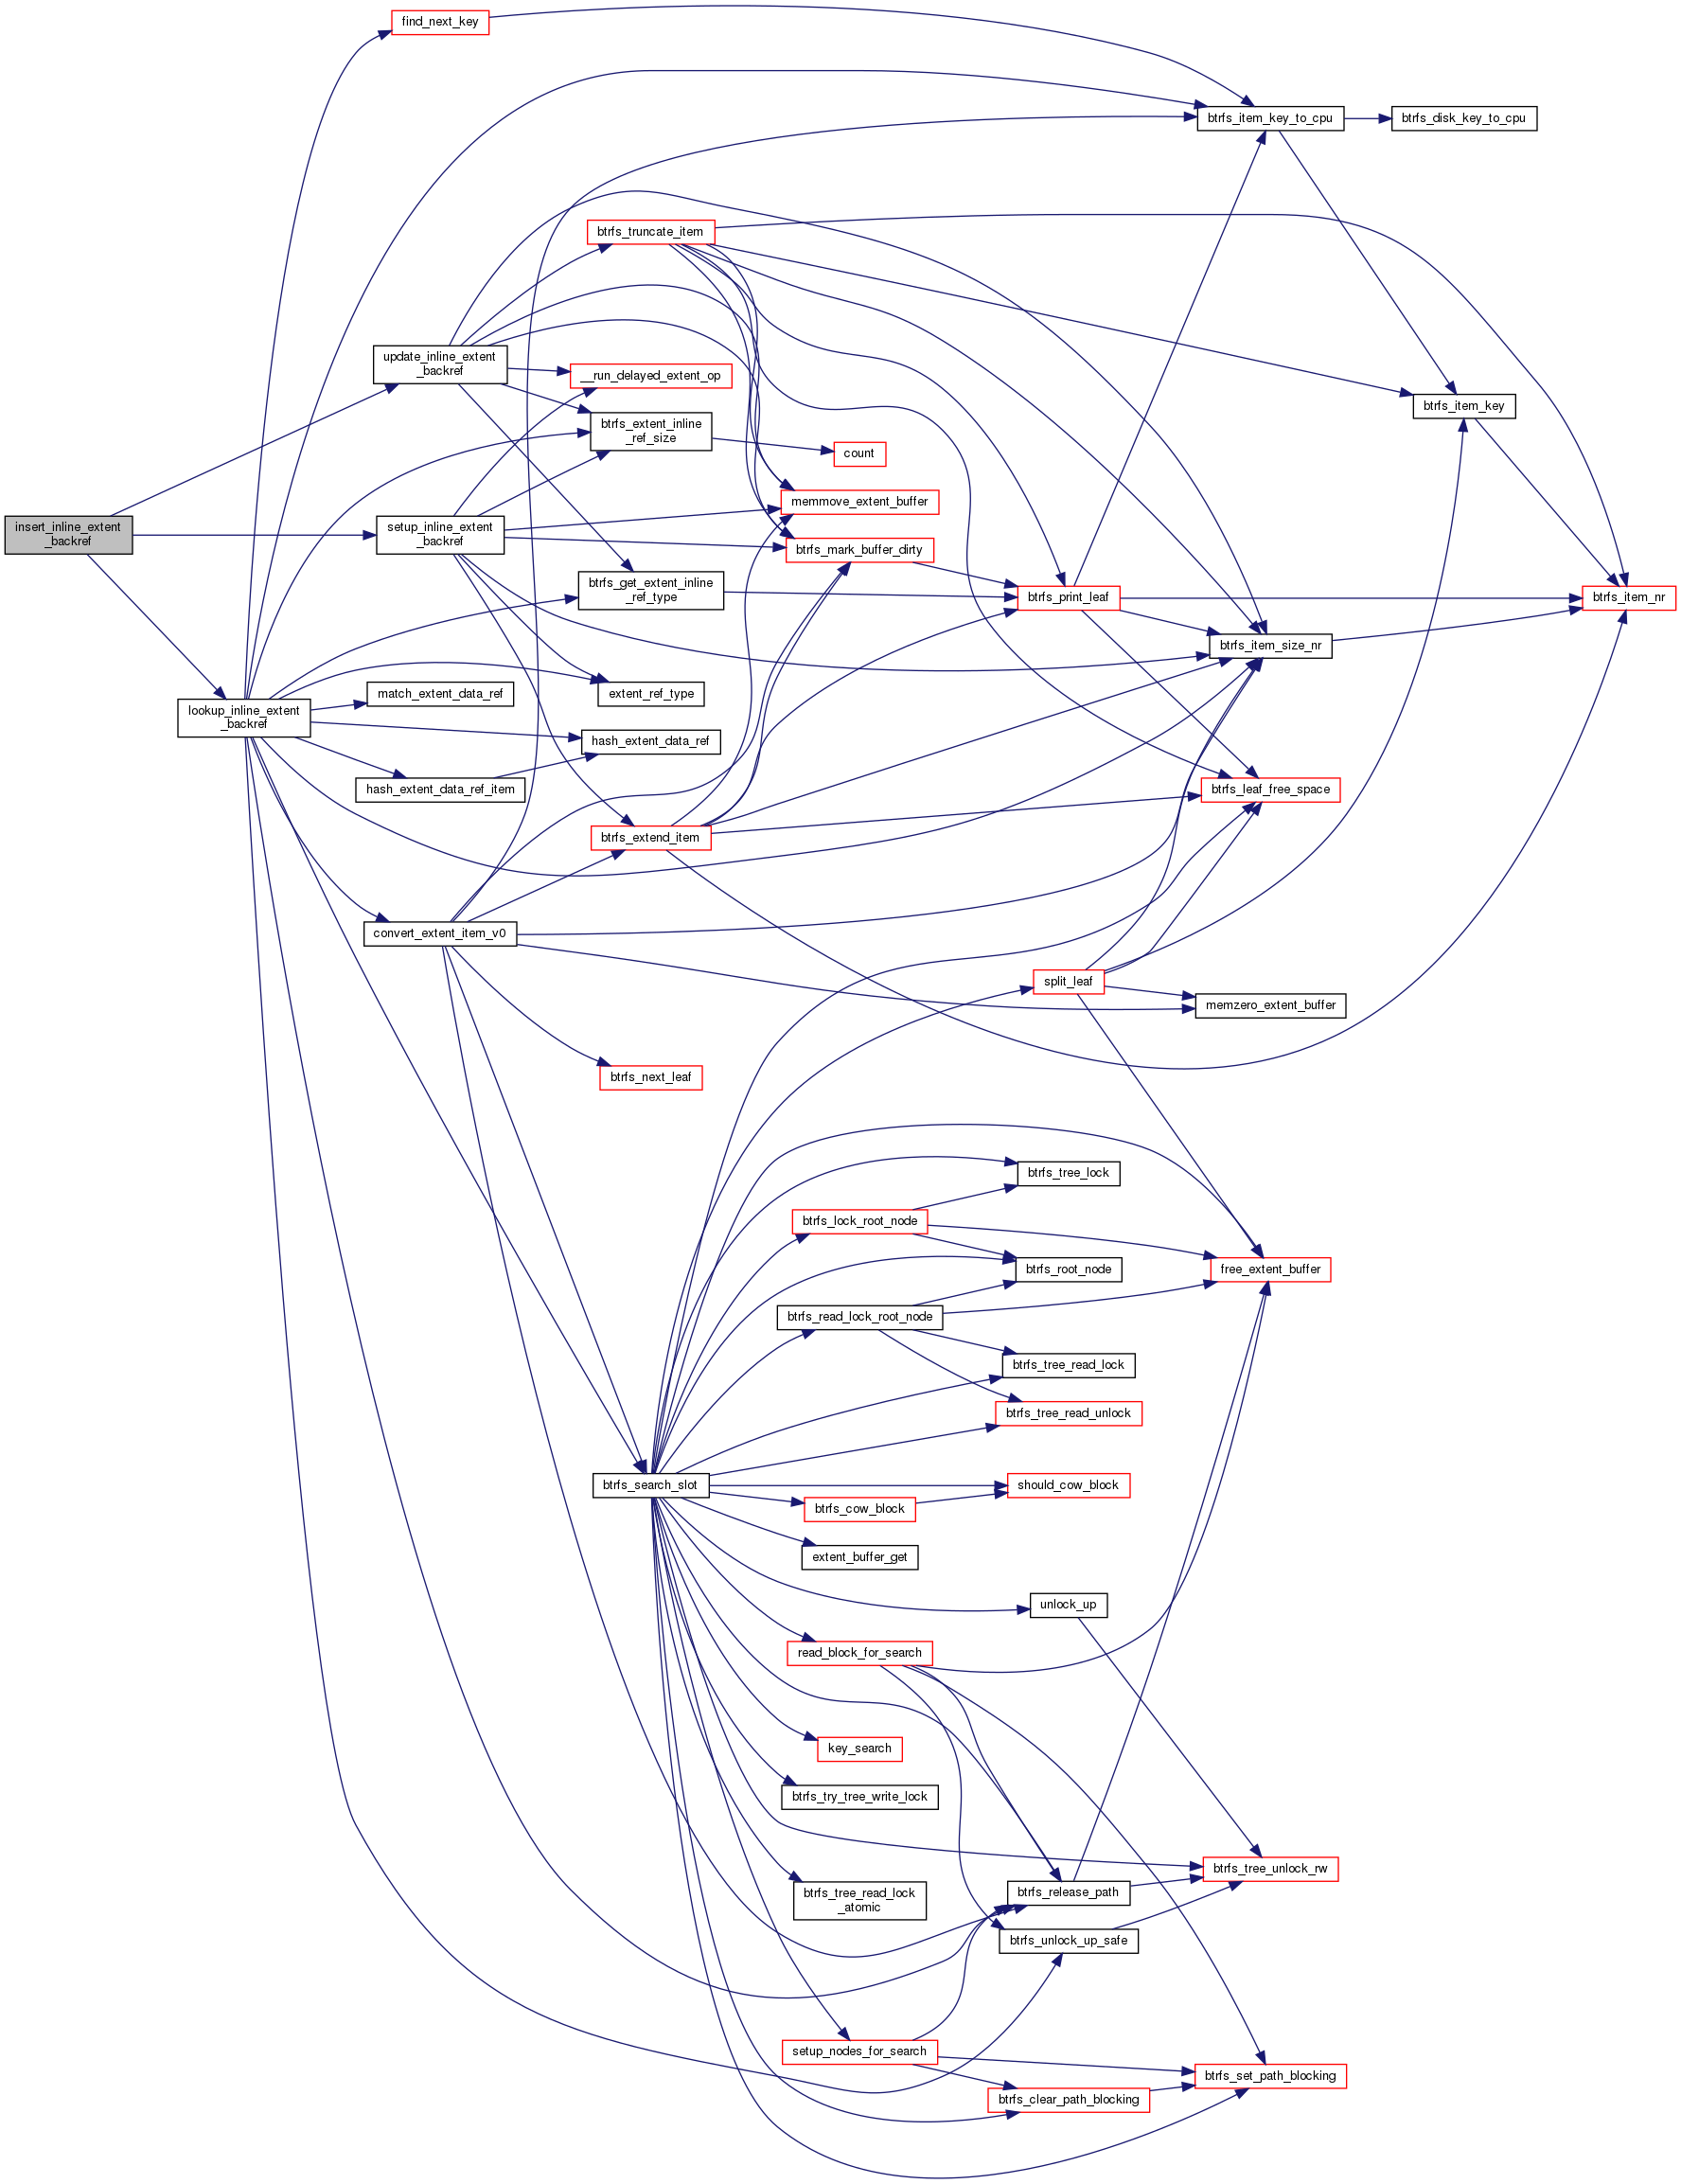 find_next_key
btrfs_item_key_to_cpu
btrfs_disk_key_to_cpu
btrfs_truncate_item
update_inline_extent
_backref
__run_delayed_extent_op
btrfs_item_key
btrfs_extent_inline
_ref_size
count
memmove_extent_buffer
insert_inline_extent
_backref
setup_inline_extent
_backref
btrfs_mark_buffer_dirty
btrfs_get_extent_inline
_ref_type
btrfs_print_leaf
btrfs_item_nr
btrfs_item_size_nr
match_extent_data_ref
extent_ref_type
lookup_inline_extent
_backref
hash_extent_data_ref
hash_extent_data_ref_item
btrfs_leaf_free_space
btrfs_extend_item
convert_extent_item_v0
split_leaf
memzero_extent_buffer
btrfs_next_leaf
btrfs_tree_lock
btrfs_lock_root_node
btrfs_root_node
free_extent_buffer
btrfs_read_lock_root_node
btrfs_tree_read_lock
btrfs_tree_read_unlock
btrfs_search_slot
should_cow_block
btrfs_cow_block
extent_buffer_get
unlock_up
read_block_for_search
key_search
btrfs_try_tree_write_lock
btrfs_tree_unlock_rw
btrfs_tree_read_lock
_atomic
btrfs_release_path
btrfs_unlock_up_safe
setup_nodes_for_search
btrfs_set_path_blocking
btrfs_clear_path_blocking